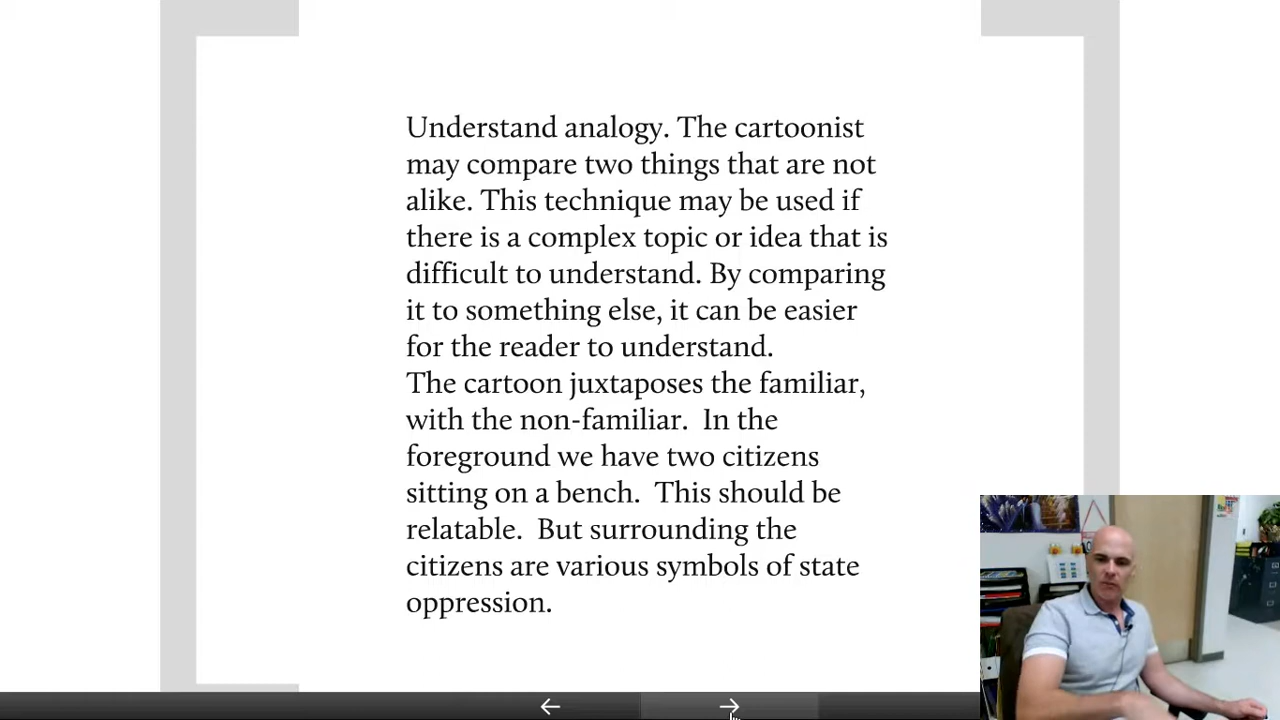 Understand analogy. The cartoonist
may compare two things that are not
alike. This technique may be used if
there is a complex topic or idea that is
difficult to understand. By comparing
it to something else, it can be easier
for the reader to understand.
The cartoon juxtaposes the familiar,
with the non-familiar.  In the
foreground we have two citizens
sitting on a bench.  This should be
relatable.  But surrounding the
citizens are various symbols of state
oppression.